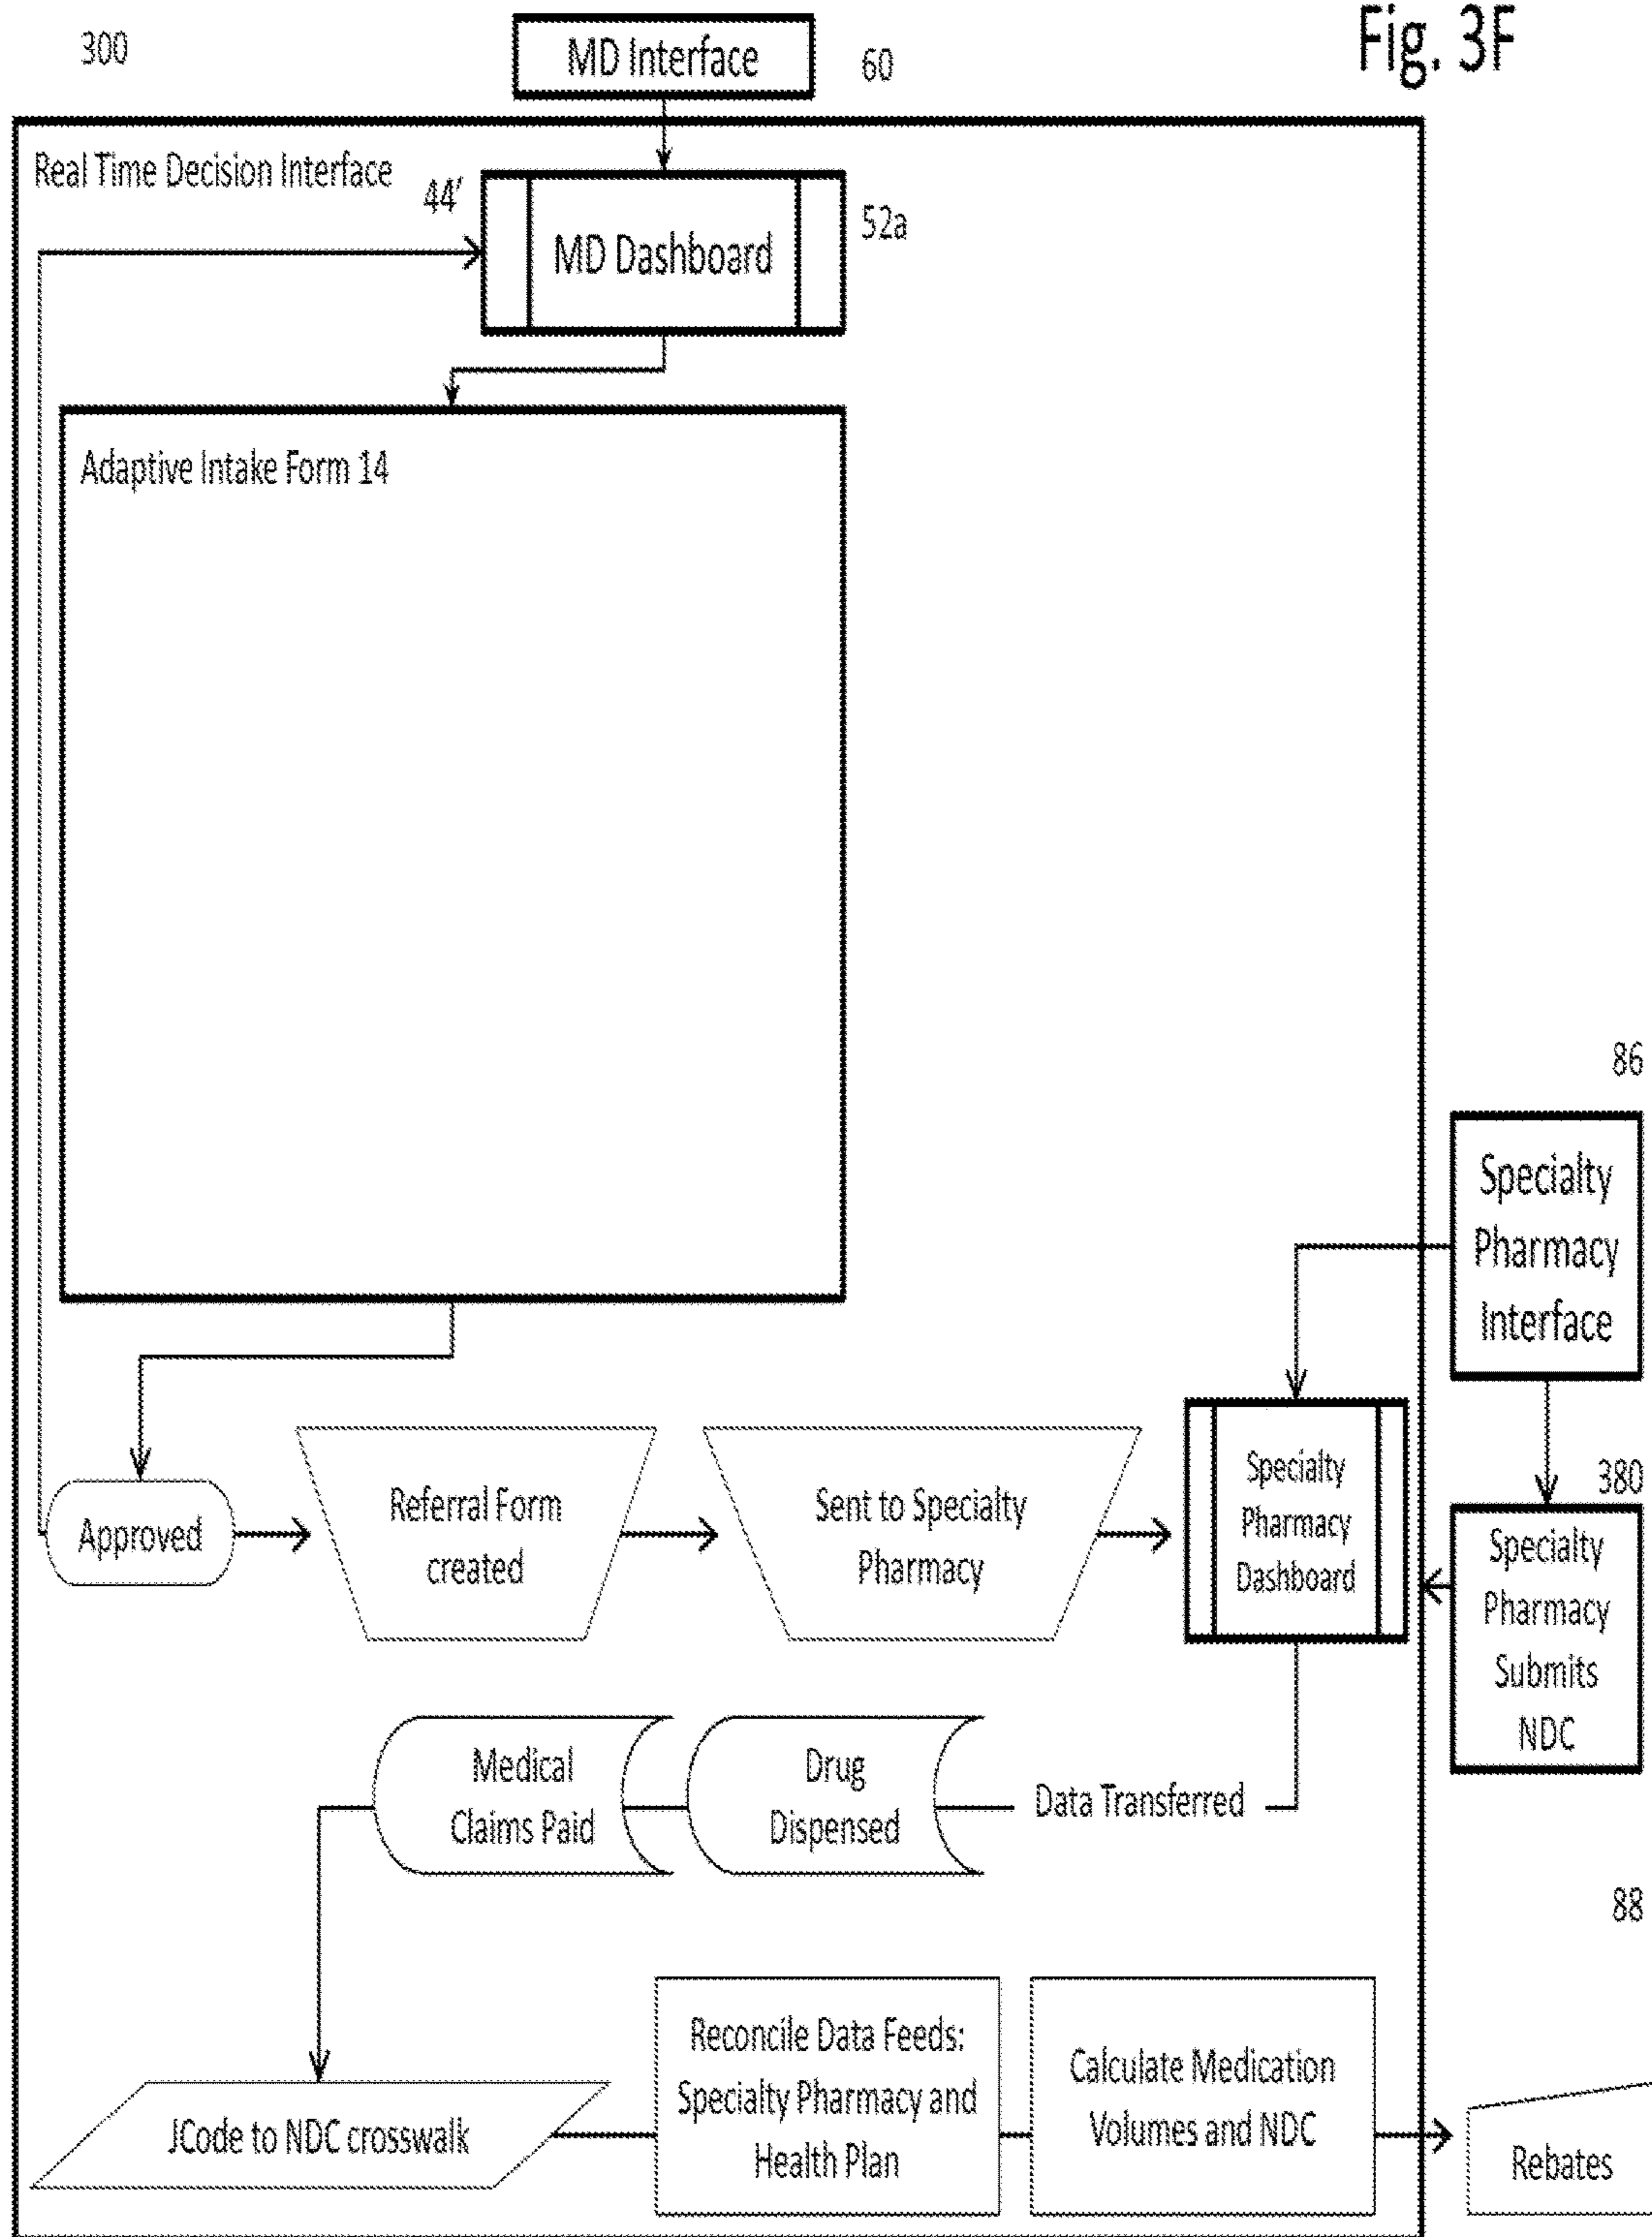 300
MD Interface
60
Fig. 3F
Real Time Decision Interface
44'
MD Dashboard
52a
Adaptive Intake Form 14
86
Specialty
Pharmacy
Interface
Approved
Referral Form
created
Sent to Specialty
Pharmacy
Specialty
Pharmacy
Dashboard
380
Specialty
Pharmacy
Submits
NDC
Medical
Claims Paid
Drug
Dispensed
Data Transferred
88
JCode to NDC crosswalk
Reconcile Data Feeds:
Specialty Pharmacy and
Health Plan
Calculate Medication
Volumes and NDC
Rebates